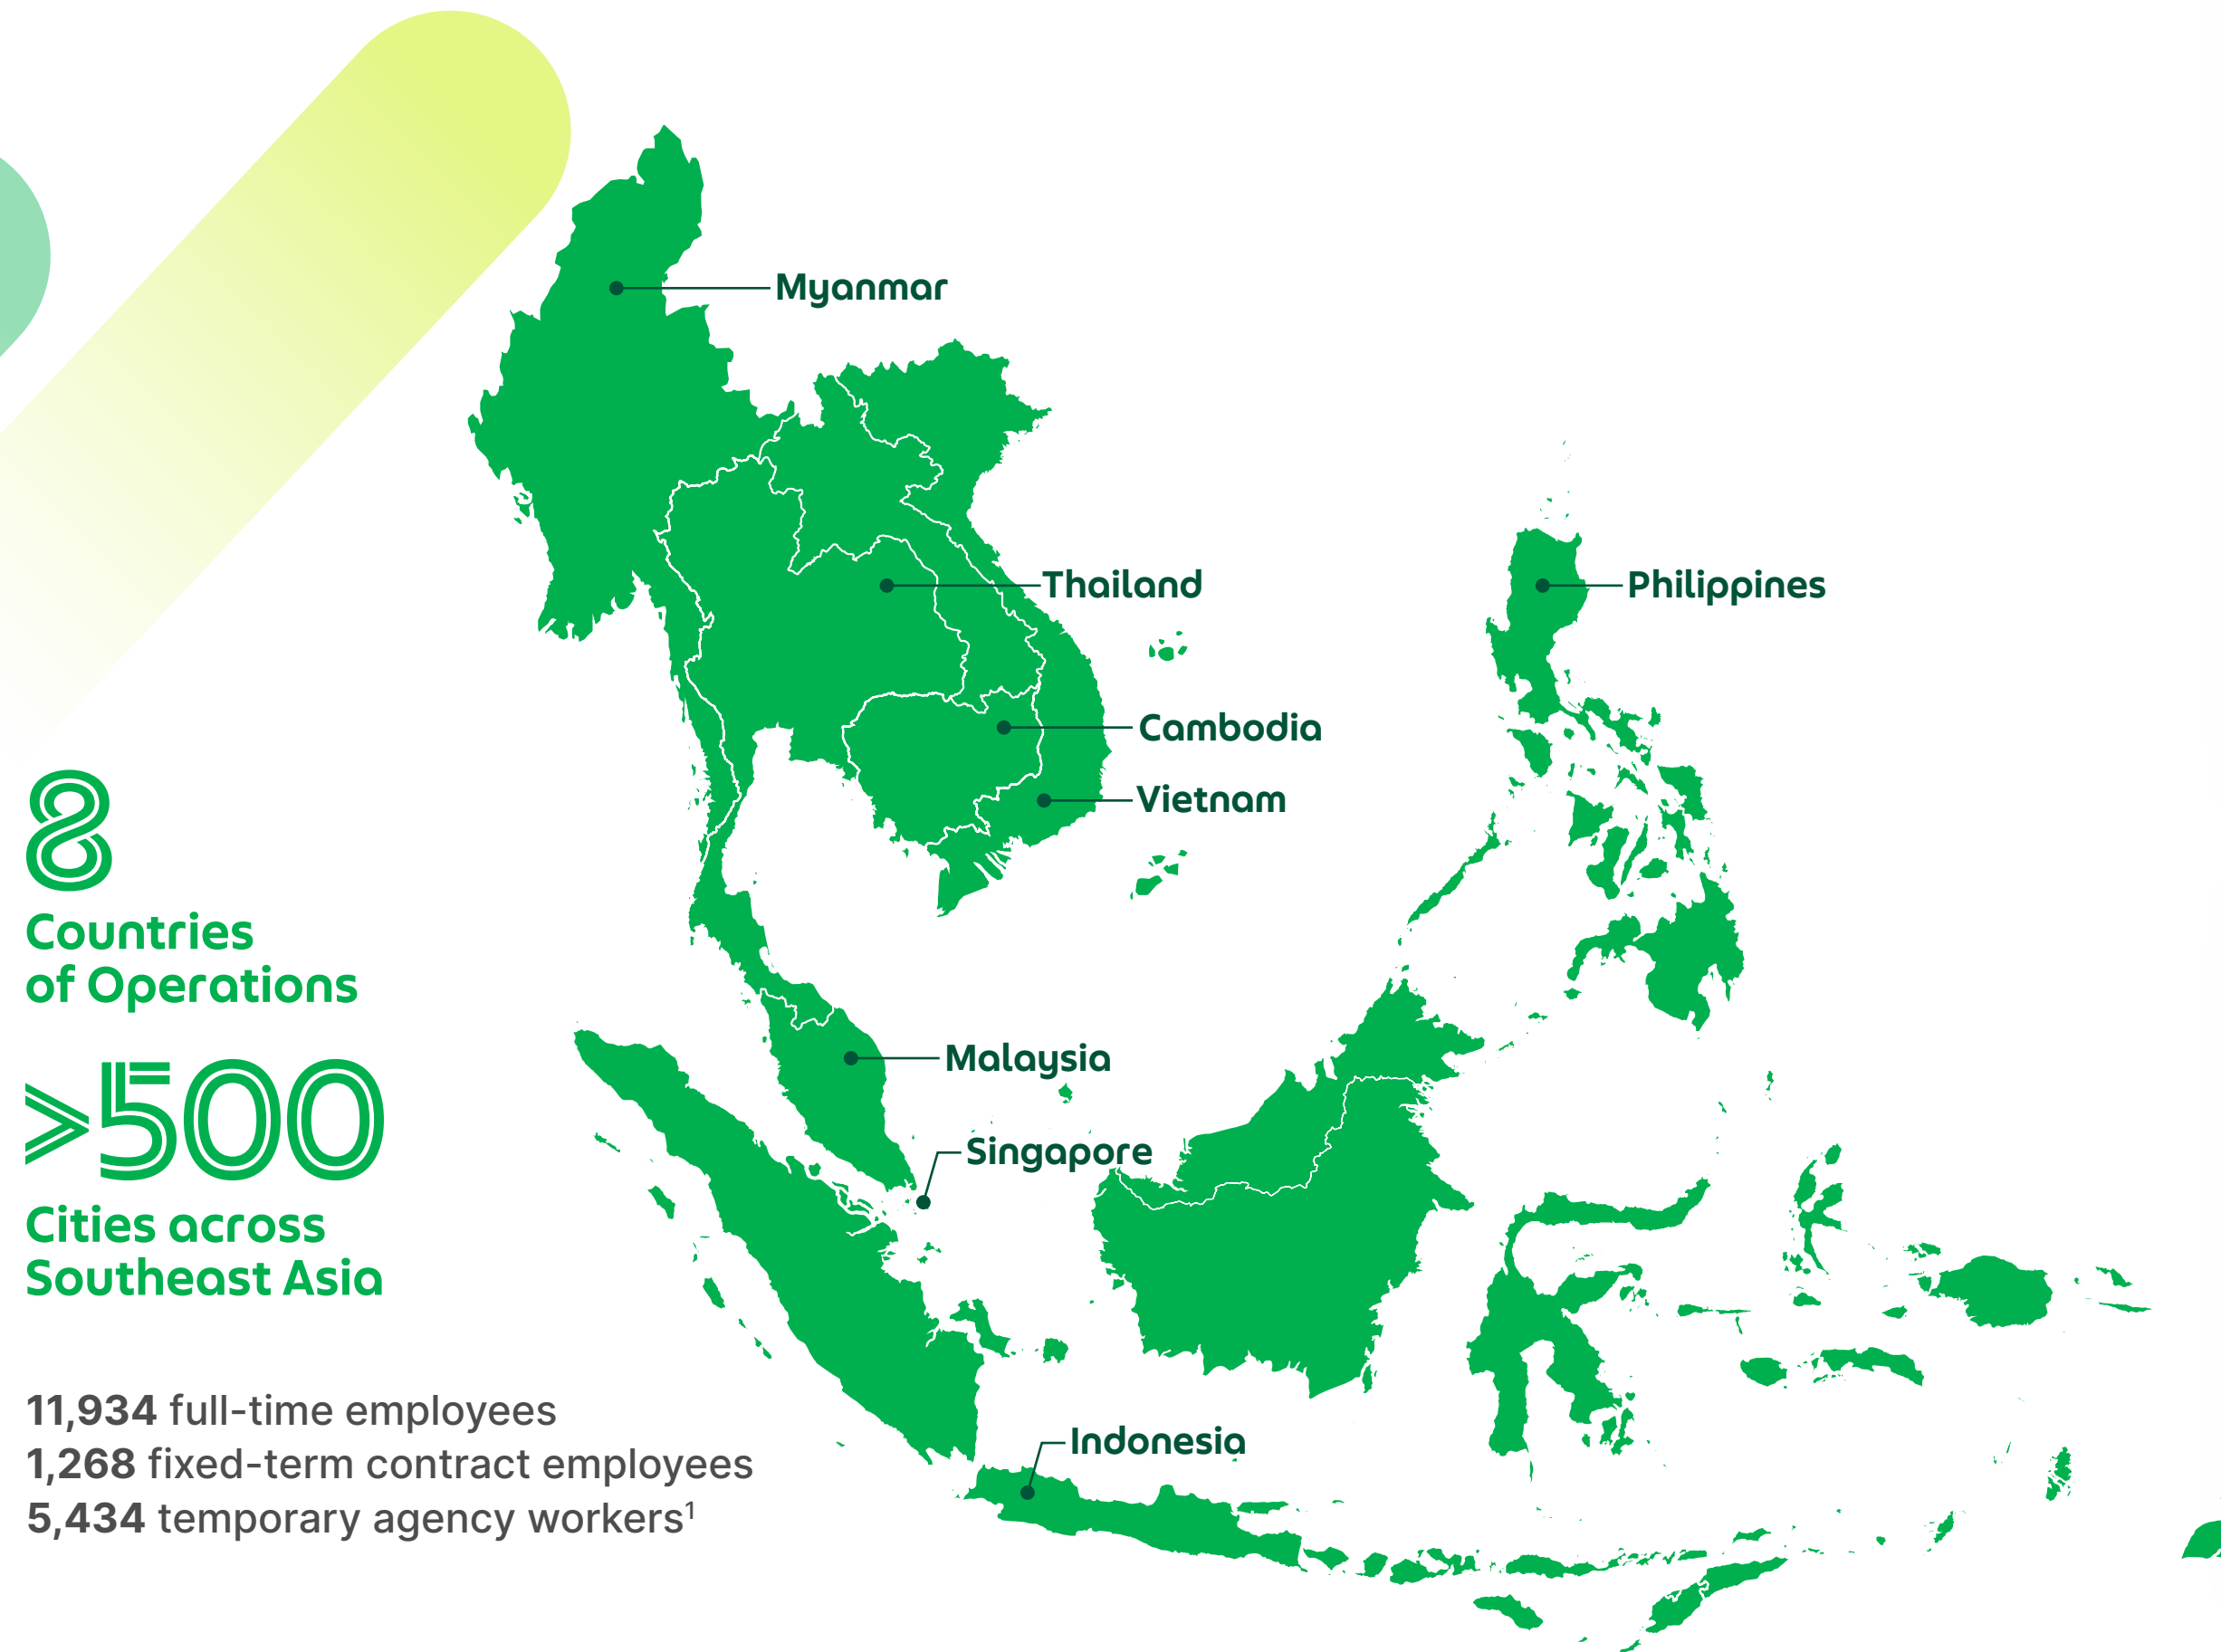 Myanmar
Thailand
Philippines
Cambodia
Vietnam
8
Countries
of Operations
Malaysia
>500
Singapore
Cities across
Southeast Asia
11,934 full-time employees
Indonesia
1,268 fixed-term contract employees
5,434 temporary agency workers¹